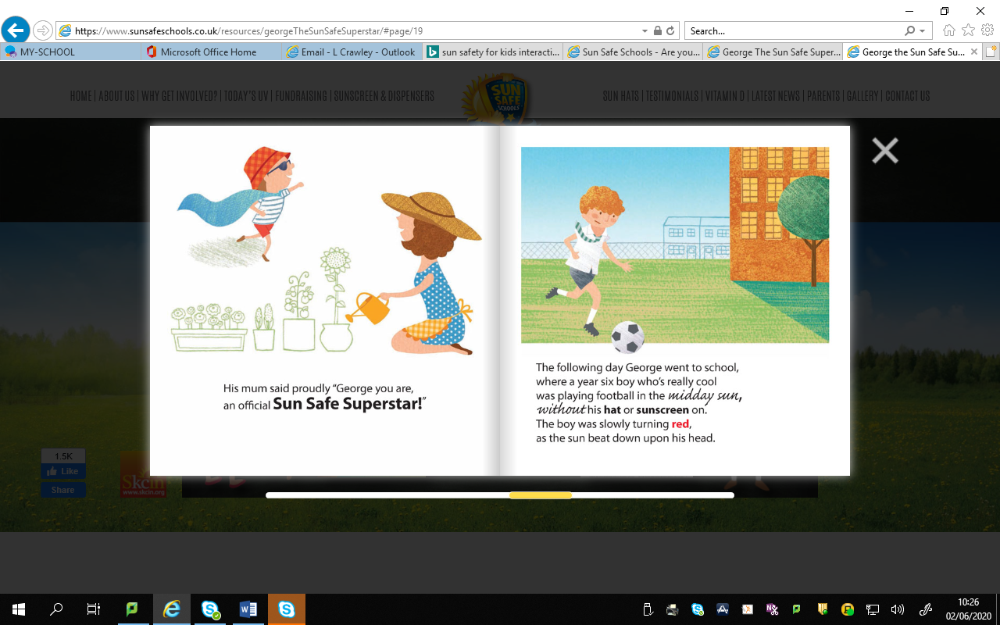 https://www.sunsafeschools.co.uk/resources/georgeTheSunSafeSuperstar/#page/19
Search...
MY-SCHOOL
Microsoft Office Home
Email - L Crawley - Outlook
sun safety for kids interacti...
Sun Safe Schools - Are you...
George The Sun Safe Super...
George the Sun Safe Su...
HOME | ABOUT US | WHY GET INVOLVED? | TODAY'S UV | FUNDRAISING | SUNSCREEN & DISPENSERS
SUN SAFE SCHOOLS
SUN HATS | TESTIMONIALS | VITAMIN D | LATEST NEWS | PARENTS | GALLERY | CONTACT US
His mum said proudly “George you are,
an official Sun Safe Superstar!”
The following day George went to school,
where a year six boy who’s really cool
was playing football in the midday sun,
without his hat or sunscreen on.
The boy was slowly turning red,
as the sun beat down upon his head.
1.5K
Like
Share
Skcin
www.skcin.org
10:26
02/06/2020